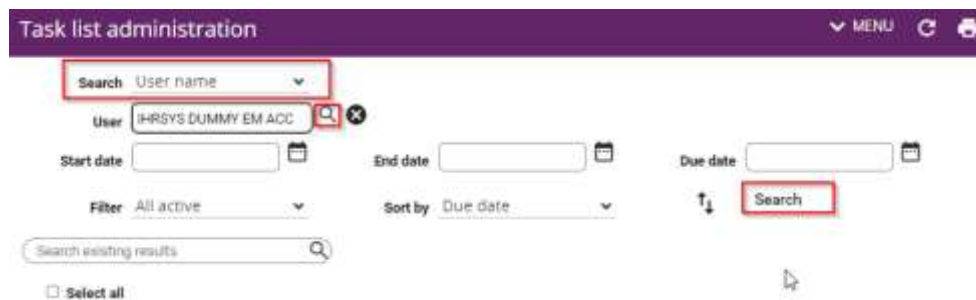 Task list administration MENU
Search User name
User IHRSYS DUMMY EM ACC
Start date End date Due date
Filter All active Sort by Due date Search
Search existing results
Select all